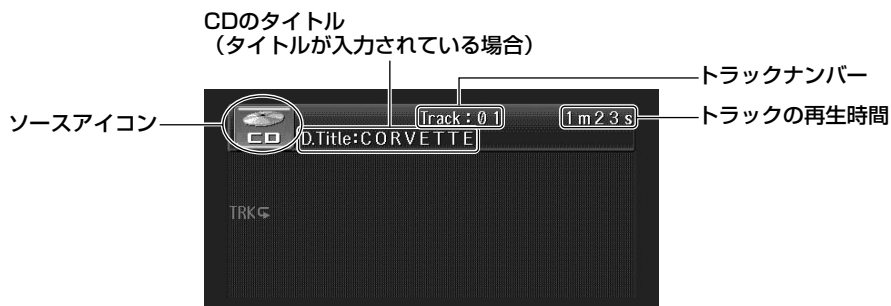 CDのタイトル
（タイトルが入力されている場合）
トラックナンバー
ソースアイコン
トラックの再生時間
Track：01
1m23s
CD
D.Title：CORVETTE
TRK